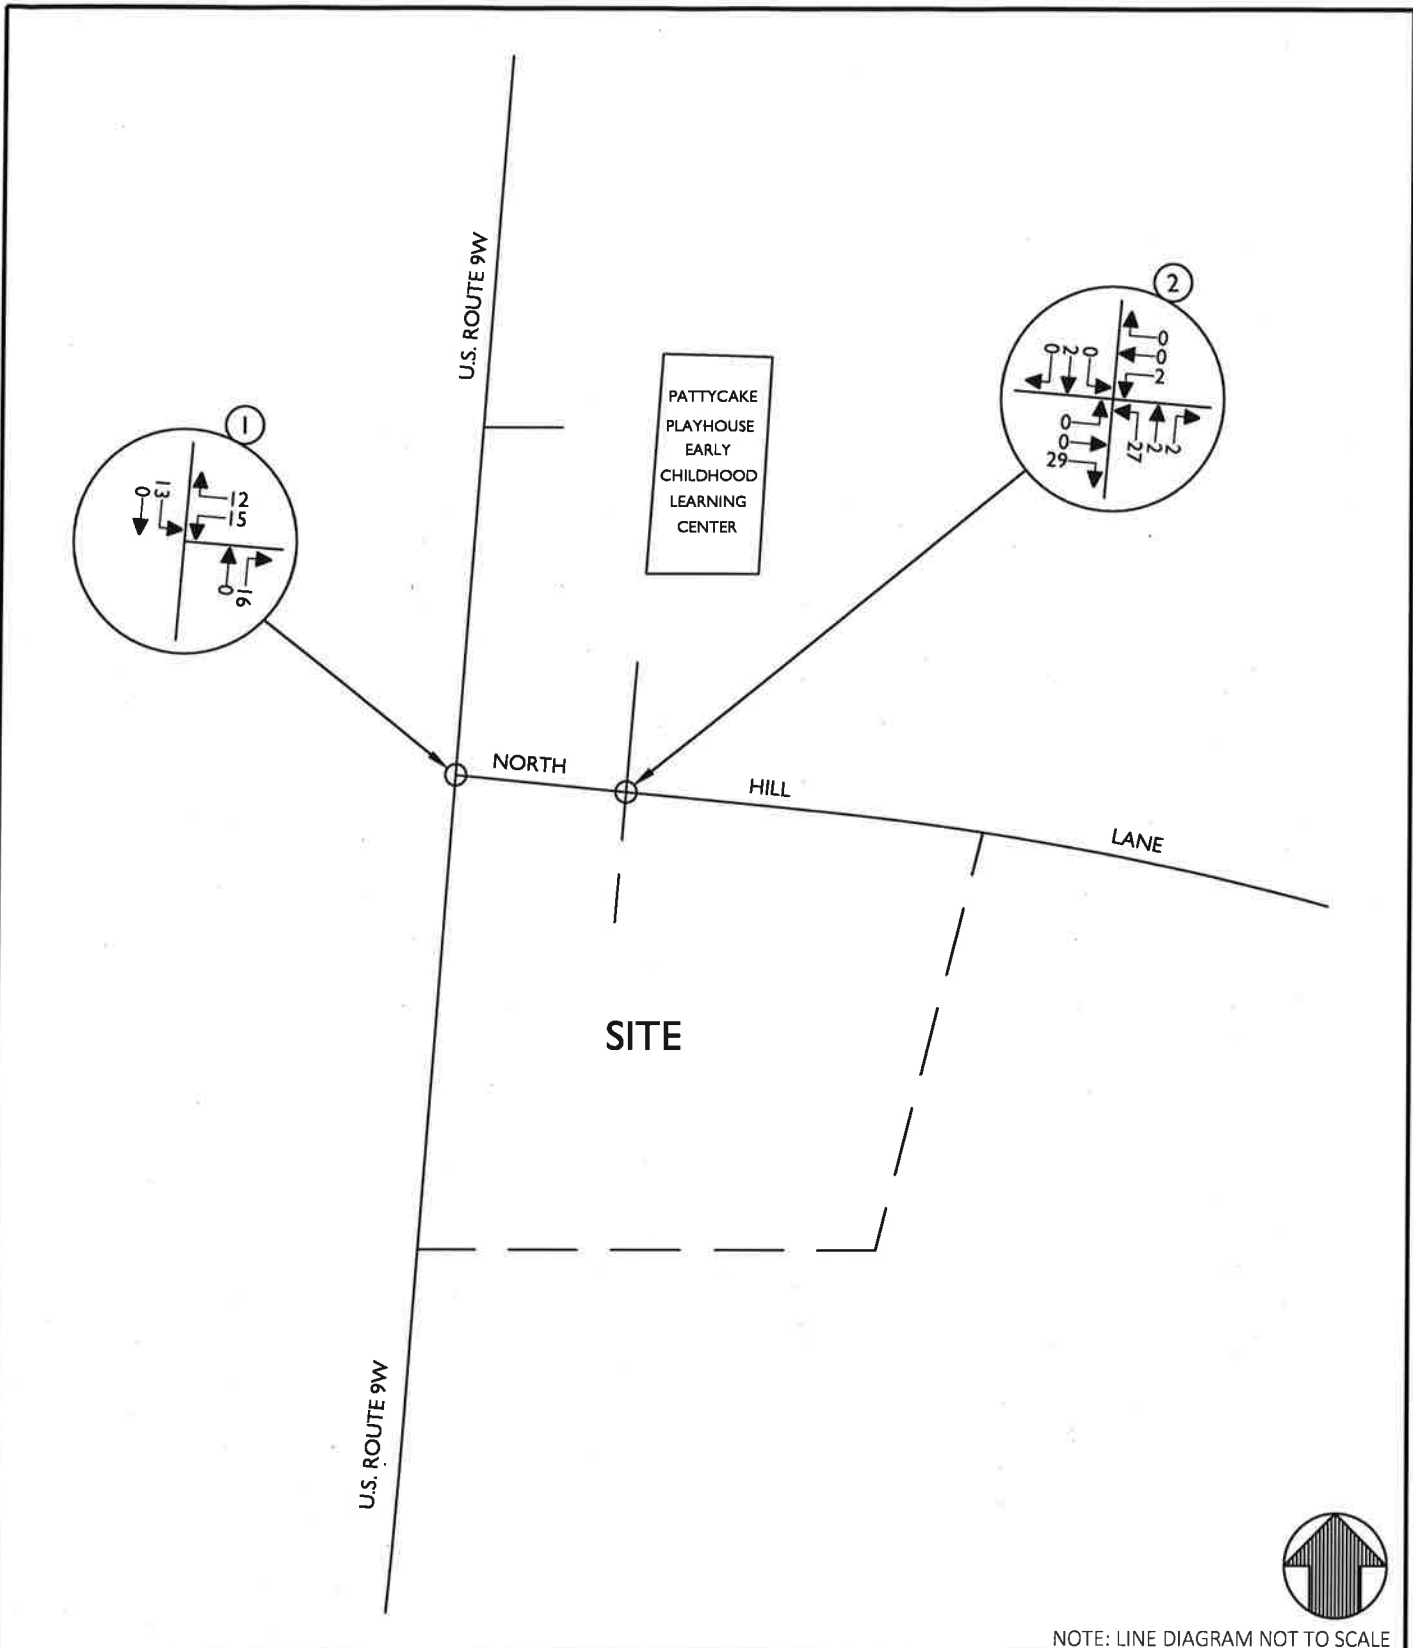 U.S. ROUTE 9W
2
0
0
2
0
2
0
0
0
29
27
2
2
PATTYCAKE
PLAYHOUSE
EARLY
CHILDHOOD
LEARNING
CENTER
1
0
13
12
15
0
16
NORTH
HILL
LANE
SITE
U.S. ROUTE 9W
NOTE: LINE DIAGRAM NOT TO SCALE